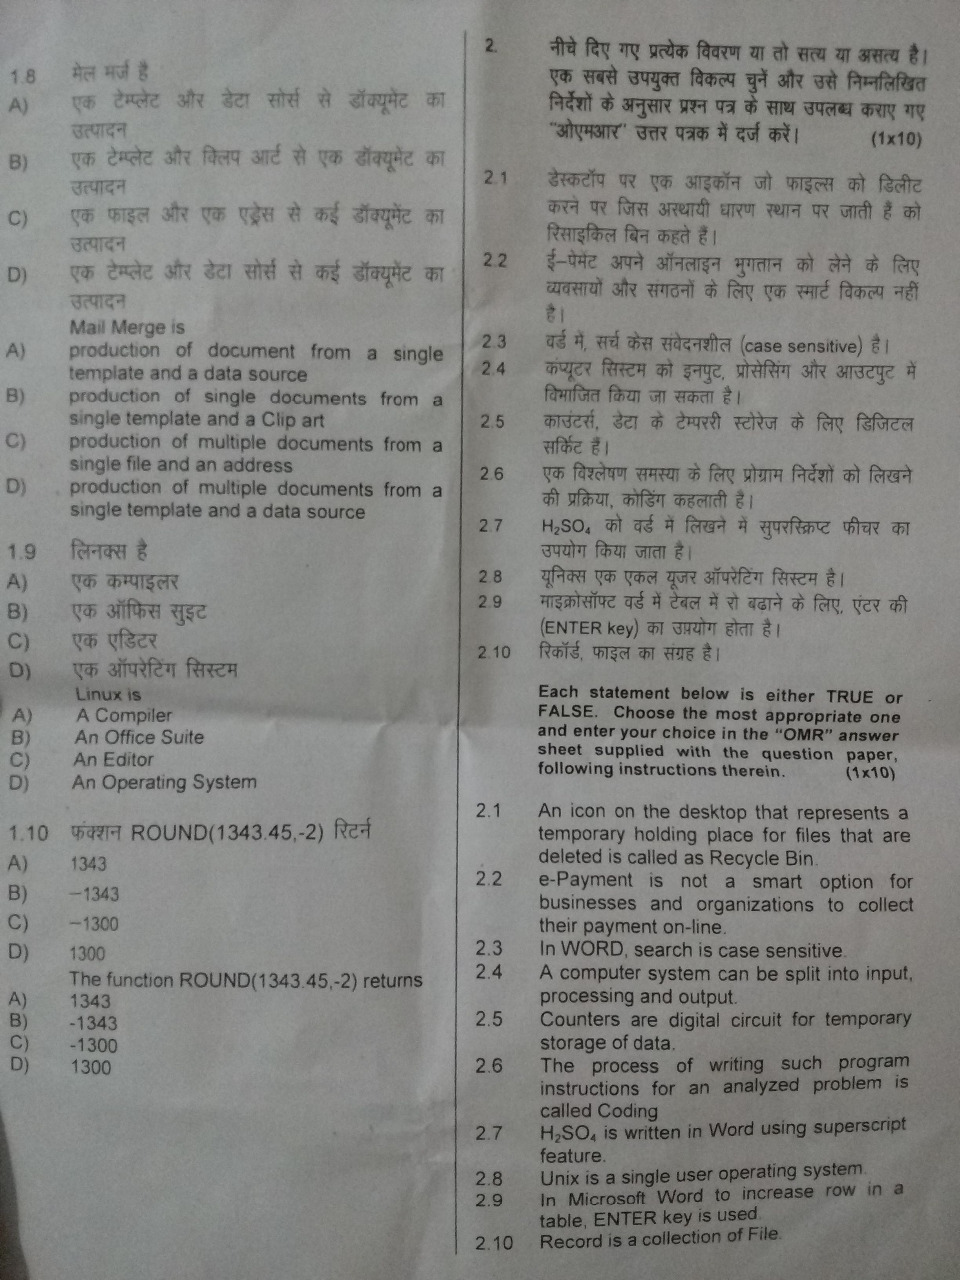 1.8 मेल मर्ज है
A) एक टेम्प्लेट और डेटा सोर्स से डॉक्यूमेंट का
उत्पादन
B) एक टेम्प्लेट और क्लिप आर्ट से एक डॉक्यूमेंट का
उत्पादन
C) एक फाइल और एक एड्रेस से कई डॉक्यूमेंट का
उत्पादन
D) एक टेम्प्लेट और डेटा सोर्स से कई डॉक्यूमेंट का
उत्पादन
Mail Merge is
A) production of document from a single
template and a data source
B) production of single documents from a
single template and a Clip art
C) production of multiple documents from a
single file and an address
D) production of multiple documents from a
single template and a data source
1.9 लिनक्स है
A) एक कम्पाइलर
B) एक ऑफिस सुइट
C) एक एडिटर
D) एक ऑपरेटिंग सिस्टम
Linux is
A) A Compiler
B) An Office Suite
C) An Editor
D) An Operating System
1.10 फंक्शन ROUND(1343.45,-2) रिटर्न
A) 1343
B) –1343
C) –1300
D) 1300
The function ROUND(1343.45,-2) returns
A) 1343
B) -1343
C) -1300
D) 1300
2. नीचे दिए गए प्रत्येक विवरण या तो सत्य या असत्य है।
एक सबसे उपयुक्त विकल्प चुनें और उसे निम्नलिखित
निर्देशों के अनुसार प्रश्न पत्र के साथ उपलब्ध कराए गए
"ओएमआर" उत्तर पत्रक में दर्ज करें। (1x10)
2.1 डेस्कटॉप पर एक आइकॉन जो फाइल्स को डिलीट
करने पर जिस अस्थायी धारण स्थान पर जाती हैं को
रिसाइकिल बिन कहते हैं।
2.2 ई–पेमेंट अपने ऑनलाइन भुगतान को लेने के लिए
व्यवसायों और संगठनों के लिए एक स्मार्ट विकल्प नहीं
है।
2.3 वर्ड में, सर्च केस संवेदनशील (case sensitive) है।
2.4 कंप्यूटर सिस्टम को इनपुट, प्रोसेसिंग और आउटपुट में
विभाजित किया जा सकता है।
2.5 काउंटर्स, डेटा के टेम्पररी स्टोरेज के लिए डिजिटल
सर्किट हैं।
2.6 एक विश्लेषण समस्या के लिए प्रोग्राम निर्देशों को लिखने
की प्रक्रिया, कोडिंग कहलाती है।
2.7 H₂SO₄ को वर्ड में लिखने में सुपरस्क्रिप्ट फीचर का
उपयोग किया जाता है।
2.8 यूनिक्स एक एकल यूजर ऑपरेटिंग सिस्टम है।
2.9 माइक्रोसॉफ्ट वर्ड में टेबल में रो बढ़ाने के लिए, एंटर की
(ENTER key) का उपयोग होता है।
2.10 रिकॉर्ड, फाइल का संग्रह है।
Each statement below is either TRUE or
FALSE. Choose the most appropriate one
and enter your choice in the "OMR" answer
sheet supplied with the question paper,
following instructions therein. (1x10)
2.1 An icon on the desktop that represents a
temporary holding place for files that are
deleted is called as Recycle Bin.
2.2 e-Payment is not a smart option for
businesses and organizations to collect
their payment on-line.
2.3 In WORD, search is case sensitive.
2.4 A computer system can be split into input,
processing and output.
2.5 Counters are digital circuit for temporary
storage of data.
2.6 The process of writing such program
instructions for an analyzed problem is
called Coding
2.7 H₂SO₄ is written in Word using superscript
feature.
2.8 Unix is a single user operating system.
2.9 In Microsoft Word to increase row in a
table, ENTER key is used.
2.10 Record is a collection of File.